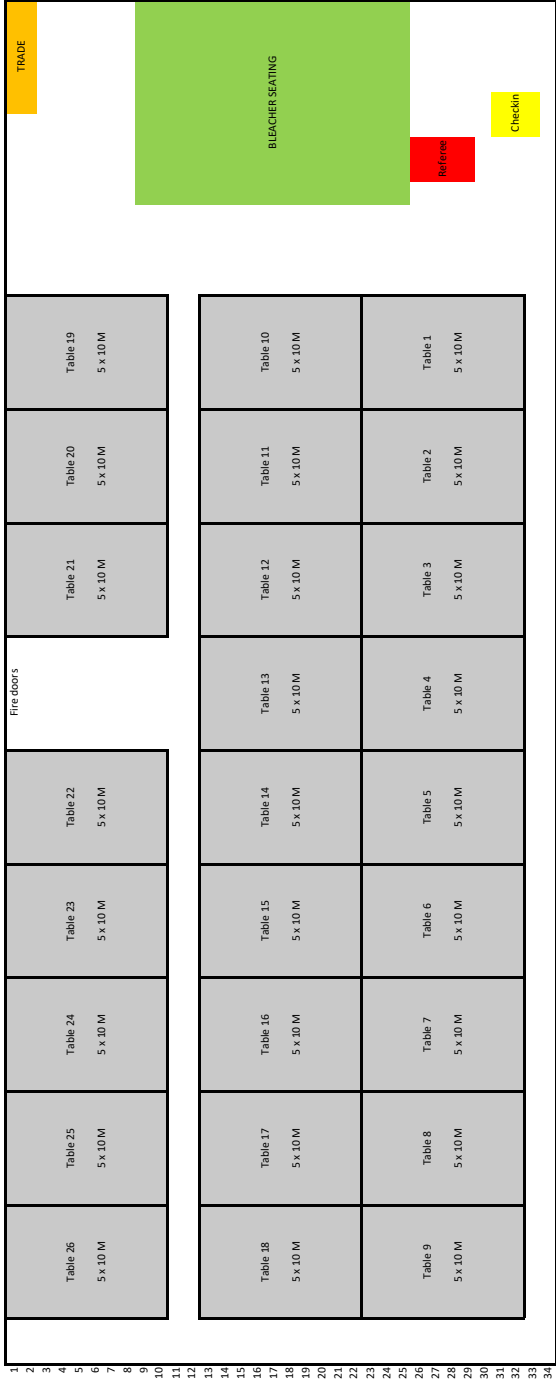 1
2
3
4
5
6
7
8
9
10
11
12
13
14
15
16
17
18
19
20
21
22
23
24
25
26
27
28
29
30
31
32
33
34
Table 26
5 x 10 M
Table 25
5 x 10 M
Table 24
5 x 10 M
Table 23
5 x 10 M
Table 22
5 x 10 M
Fire doors
Table 21
5 x 10 M
Table 20
5 x 10 M
Table 19
5 x 10 M
TRADE
Table 18
5 x 10 M
Table 17
5 x 10 M
Table 16
5 x 10 M
Table 15
5 x 10 M
Table 14
5 x 10 M
Table 13
5 x 10 M
Table 12
5 x 10 M
Table 11
5 x 10 M
Table 10
5 x 10 M
BLEACHER SEATING
Table 9
5 x 10 M
Table 8
5 x 10 M
Table 7
5 x 10 M
Table 6
5 x 10 M
Table 5
5 x 10 M
Table 4
5 x 10 M
Table 3
5 x 10 M
Table 2
5 x 10 M
Table 1
5 x 10 M
Referee
Checkin